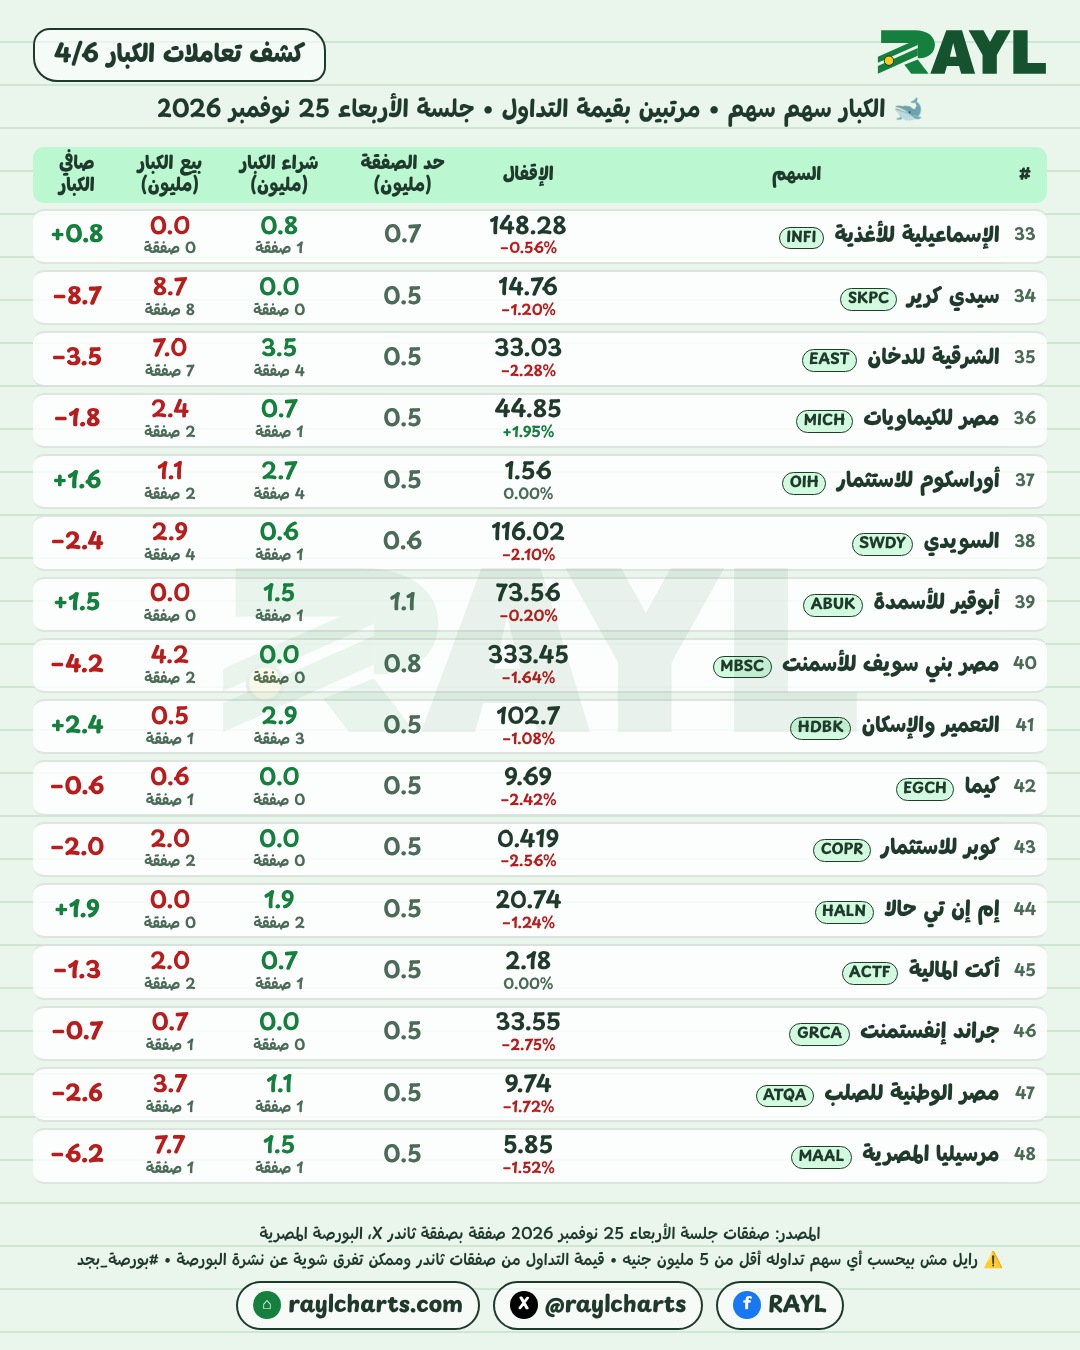 RAYL
كشف تعاملات الكبار 4/6
🐋 الكبار سهم سهم • مرتبين بقيمة التداول • جلسة الأربعاء 25 نوفمبر 2026
# السهم الإقفال حد الصفقة (مليون) شراء الكبار (مليون) بيع الكبار (مليون) صافي الكبار
33 الإسماعيلية للأغذية INFI 148.28 0.7 0.8 0.0 +0.8
−0.56% 1 صفقة 0 صفقة
34 سيدي كرير SKPC 14.76 0.5 0.0 8.7 −8.7
−1.20% 0 صفقة 8 صفقة
35 الشرقية للدخان EAST 33.03 0.5 3.5 7.0 −3.5
−2.28% 4 صفقة 7 صفقة
36 مصر للكيماويات MICH 44.85 0.5 0.7 2.4 −1.8
+1.95% 1 صفقة 2 صفقة
37 أوراسكوم للاستثمار OIH 1.56 0.5 2.7 1.1 +1.6
0.00% 4 صفقة 2 صفقة
38 السويدي SWDY 116.02 0.6 0.6 2.9 −2.4
−2.10% 1 صفقة 4 صفقة
39 أبوقير للأسمدة ABUK 73.56 1.1 1.5 0.0 +1.5
−0.20% 1 صفقة 0 صفقة
40 مصر بني سويف للأسمنت MBSC 333.45 0.8 0.0 4.2 −4.2
−1.64% 0 صفقة 2 صفقة
41 التعمير والإسكان HDBK 102.7 0.5 2.9 0.5 +2.4
−1.08% 3 صفقة 1 صفقة
42 كيما EGCH 9.69 0.5 0.0 0.6 −0.6
−2.42% 0 صفقة 1 صفقة
43 كوبر للاستثمار COPR 0.419 0.5 0.0 2.0 −2.0
−2.56% 0 صفقة 2 صفقة
44 إم إن تي حالا HALN 20.74 0.5 1.9 0.0 +1.9
−1.24% 2 صفقة 0 صفقة
45 أكت المالية ACTF 2.18 0.5 0.7 2.0 −1.3
0.00% 1 صفقة 2 صفقة
46 جراند إنفستمنت GRCA 33.55 0.5 0.0 0.7 −0.7
−2.75% 0 صفقة 1 صفقة
47 مصر الوطنية للصلب ATQA 9.74 0.5 1.1 3.7 −2.6
−1.72% 1 صفقة 1 صفقة
48 مرسيليا المصرية MAAL 5.85 0.5 1.5 7.7 −6.2
−1.52% 1 صفقة 1 صفقة
المصدر: صفقات جلسة الأربعاء 25 نوفمبر 2026 صفقة بصفقة ثاندر X، البورصة المصرية
⚠️ رايل مش بيحسب أي سهم تداوله أقل من 5 مليون جنيه • قيمة التداول من صفقات ثاندر وممكن تفرق شوية عن نشرة البورصة • #بورصة_بجد
raylcharts.com @raylcharts RAYL